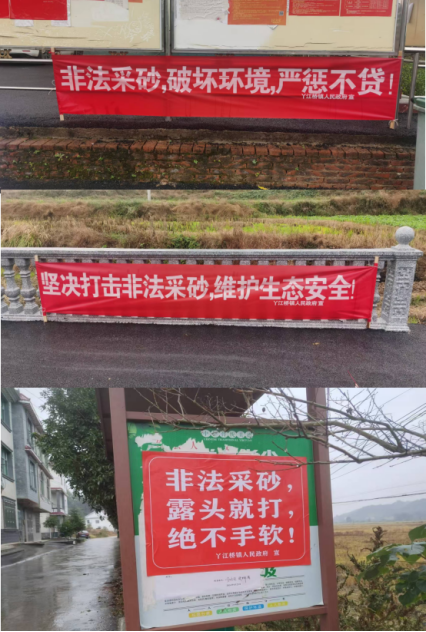 非法采砂,破坏环境,严惩不贷!
丫江桥镇人民政府 宣
坚决打击非法采砂,维护生态安全!
丫江桥镇人民政府 宣
非法采砂,
露头就打,
绝不手软!
丫江桥镇人民政府 宣